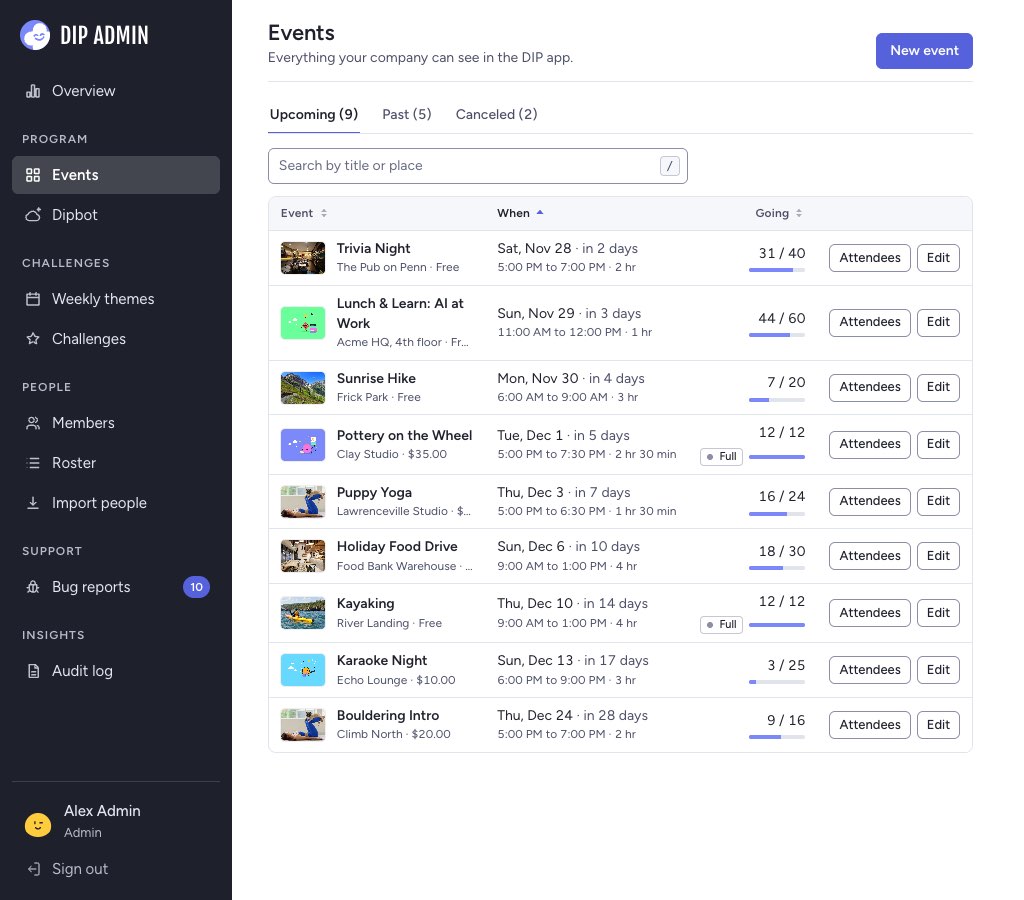 DIP ADMIN
Overview
PROGRAM
Events
Dipbot
CHALLENGES
Weekly themes
Challenges
PEOPLE
Members
Roster
Import people
SUPPORT
Bug reports 10
INSIGHTS
Audit log
Alex Admin
Admin
Sign out
Events
Everything your company can see in the DIP app.
New event
Upcoming (9) Past (5) Canceled (2)
Search by title or place /
Event When Going
Trivia Night
The Pub on Penn · Free
Sat, Nov 28 · in 2 days
5:00 PM to 7:00 PM · 2 hr
31 / 40
Attendees Edit
Lunch & Learn: AI at
Work
Acme HQ, 4th floor · Fr…
Sun, Nov 29 · in 3 days
11:00 AM to 12:00 PM · 1 hr
44 / 60
Attendees Edit
Sunrise Hike
Frick Park · Free
Mon, Nov 30 · in 4 days
6:00 AM to 9:00 AM · 3 hr
7 / 20
Attendees Edit
Pottery on the Wheel
Clay Studio · $35.00
Tue, Dec 1 · in 5 days
5:00 PM to 7:30 PM · 2 hr 30 min
12 / 12
Full
Attendees Edit
Puppy Yoga
Lawrenceville Studio · $…
Thu, Dec 3 · in 7 days
5:00 PM to 6:30 PM · 1 hr 30 min
16 / 24
Attendees Edit
Holiday Food Drive
Food Bank Warehouse · …
Sun, Dec 6 · in 10 days
9:00 AM to 1:00 PM · 4 hr
18 / 30
Attendees Edit
Kayaking
River Landing · Free
Thu, Dec 10 · in 14 days
9:00 AM to 1:00 PM · 4 hr
12 / 12
Full
Attendees Edit
Karaoke Night
Echo Lounge · $10.00
Sun, Dec 13 · in 17 days
6:00 PM to 9:00 PM · 3 hr
3 / 25
Attendees Edit
Bouldering Intro
Climb North · $20.00
Thu, Dec 24 · in 28 days
5:00 PM to 7:00 PM · 2 hr
9 / 16
Attendees Edit